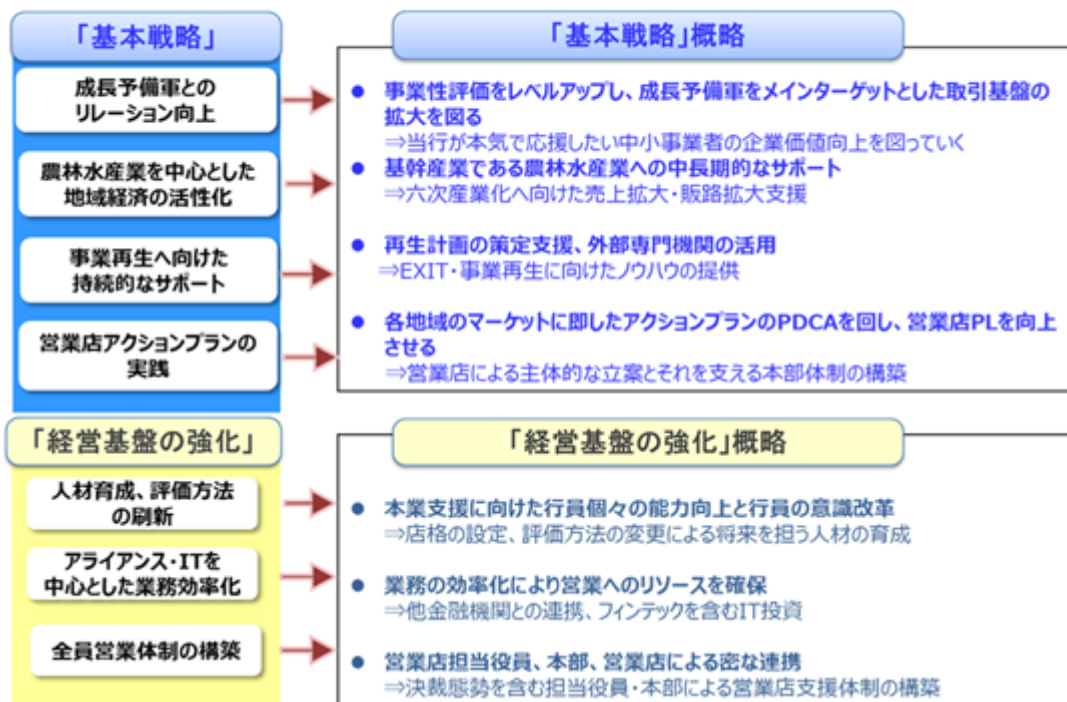 「基本戦略」
「基本戦略」概略
成長予備軍との
リレーション向上
● 事業性評価をレベルアップし、成長予備軍をメインターゲットとした取引基盤の
拡大を図る
⇒当行が本気で応援したい中小事業者の企業価値向上を図っていく
農林水産業を中心とした
地域経済の活性化
● 基幹産業である農林水産業への中長期的なサポート
⇒六次産業化へ向けた売上拡大・販路拡大支援
事業再生へ向けた
持続的なサポート
● 再生計画の策定支援、外部専門機関の活用
⇒EXIT・事業再生に向けたノウハウの提供
営業店アクションプランの
実践
● 各地域のマーケットに即したアクションプランのPDCAを回し、営業店PLを向上
させる
⇒営業店による主体的な立案とそれを支える本部体制の構築
「経営基盤の強化」
「経営基盤の強化」概略
人材育成、評価方法
の刷新
● 本業支援に向けた行員個々の能力向上と行員の意識改革
⇒店格の設定、評価方法の変更による将来を担う人材の育成
アライアンス・ITを
中心とした業務効率化
● 業務の効率化により営業へのリソースを確保
⇒他金融機関との連携、フィンテックを含むIT投資
全員営業体制の構築
● 営業店担当役員、本部、営業店による密な連携
⇒決裁態勢を含む担当役員・本部による営業店支援体制の構築